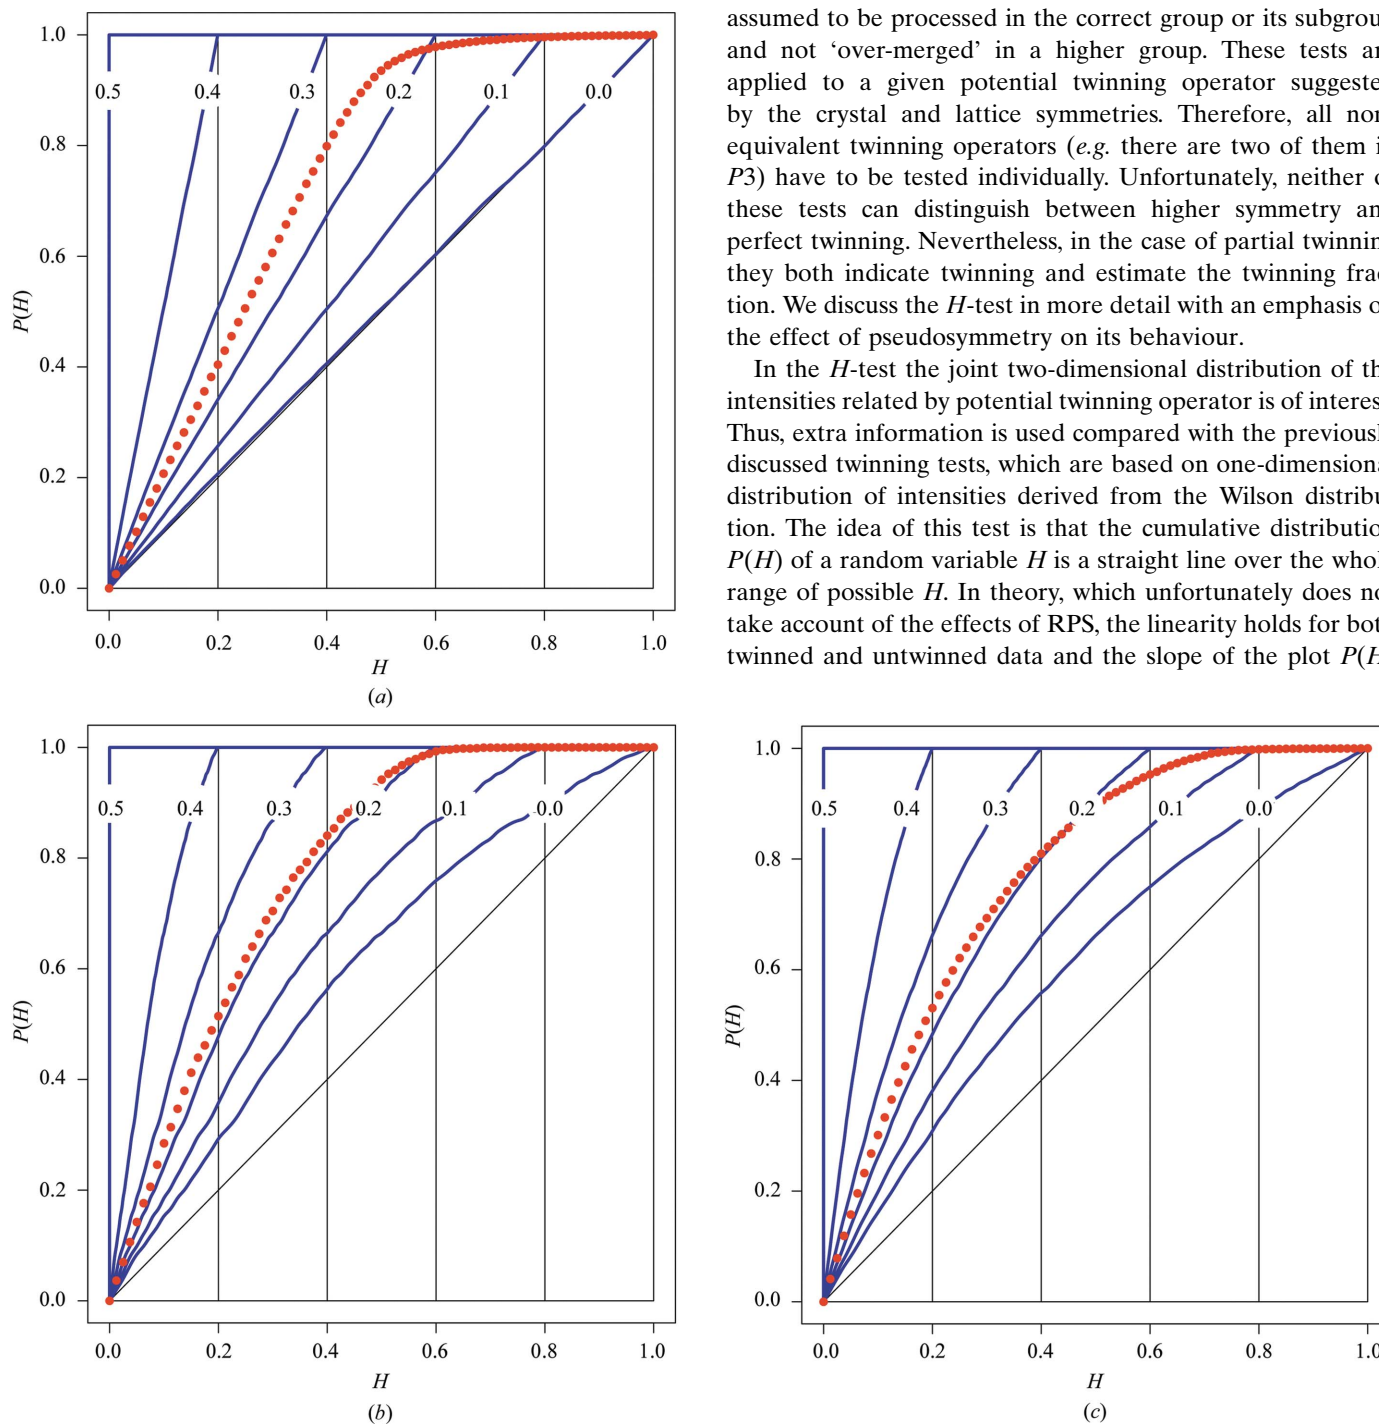 1.0
0.8
0.6
0.4
0.2
0.0
P(H)
0.5 0.4 0.3 0.2 0.1 0.0
0.0 0.2 0.4 0.6 0.8 1.0
H
(a)
assumed to be processed in the correct group or its subgrou
and not ‘over-merged’ in a higher group. These tests ar
applied to a given potential twinning operator suggeste
by the crystal and lattice symmetries. Therefore, all non
equivalent twinning operators (e.g. there are two of them i
P3) have to be tested individually. Unfortunately, neither o
these tests can distinguish between higher symmetry an
perfect twinning. Nevertheless, in the case of partial twinnin
they both indicate twinning and estimate the twinning frac
tion. We discuss the H-test in more detail with an emphasis o
the effect of pseudosymmetry on its behaviour.
In the H-test the joint two-dimensional distribution of th
intensities related by potential twinning operator is of interes
Thus, extra information is used compared with the previousl
discussed twinning tests, which are based on one-dimensiona
distribution of intensities derived from the Wilson distribu
tion. The idea of this test is that the cumulative distributio
P(H) of a random variable H is a straight line over the whol
range of possible H. In theory, which unfortunately does no
take account of the effects of RPS, the linearity holds for bot
twinned and untwinned data and the slope of the plot P(H
1.0
0.8
0.6
0.4
0.2
0.0
P(H)
0.5 0.4 0.3 0.2 0.1 0.0
0.0 0.2 0.4 0.6 0.8 1.0
H
(b)
1.0
0.8
0.6
0.4
0.2
0.0
P(H)
0.5 0.4 0.3 0.2 0.1 0.0
0.0 0.2 0.4 0.6 0.8 1.0
H
(c)